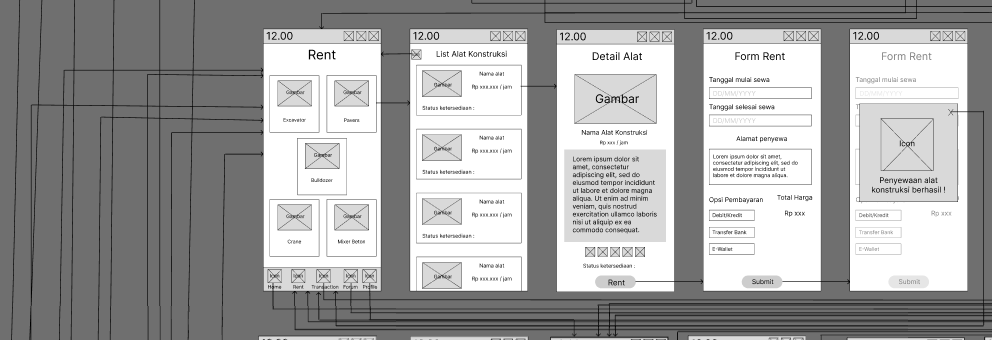 12.00
Rent
Gambar
Gambar
Excavator
Pavers
Gambar
Bulldozer
Gambar
Gambar
Crane
Mixer Beton
Icon
Icon
Icon
Icon
Icon
Home
Rent
Transaction
Forum
Profile
12.00
List Alat Konstruksi
Nama alat
Gambar
Rp xxx.xxx / jam
Status ketersediaan :
Nama alat
Gambar
Rp xxx.xxx / jam
Status ketersediaan :
Nama alat
Gambar
Rp xxx.xxx / jam
Status ketersediaan :
Nama alat
Gambar
Rp xxx.xxx / jam
12.00
Detail Alat
Gambar
Nama Alat Konstruksi
Rp xxx / jam
Lorem ipsum dolor sit
amet, consectetur
adipiscing elit, sed do
eiusmod tempor incididunt
ut labore et dolore magna
aliqua. Ut enim ad minim
veniam, quis nostrud
exercitation ullamco laboris
nisi ut aliquip ex ea
commodo consequat.
Status ketersediaan :
Rent
12.00
Form Rent
Tanggal mulai sewa
DD/MM/YYYY
Tanggal selesai sewa
DD/MM/YYYY
Alamat penyewa
Lorem ipsum dolor sit amet, consectetur
adipiscing elit, sed do eiusmod tempor
incididunt ut labore et dolore magna aliqua.
Opsi Pembayaran
Total Harga
Debit/Kredit
Rp xxx
Transfer Bank
E-Wallet
Submit
12.00
Form Rent
Tanggal mulai sewa
DD/MM/YYYY
Icon
Penyewaan alat
konstruksi berhasil !
Debit/Kredit
Rp xxx
Transfer Bank
E-Wallet
Submit